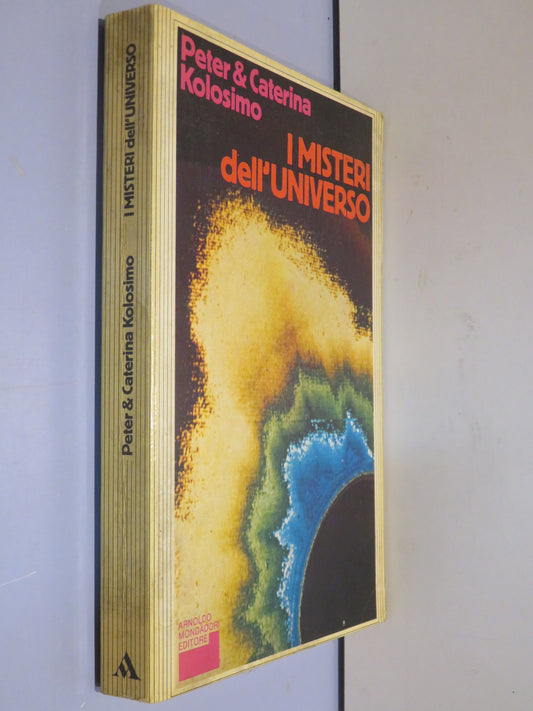 Peter & Caterina
Kolosimo
I MISTERI
dell'UNIVERSO
ARNOLDO
MONDADORI
EDITORE
Peter & Caterina Kolosimo I MISTERI dell'UNIVERSO